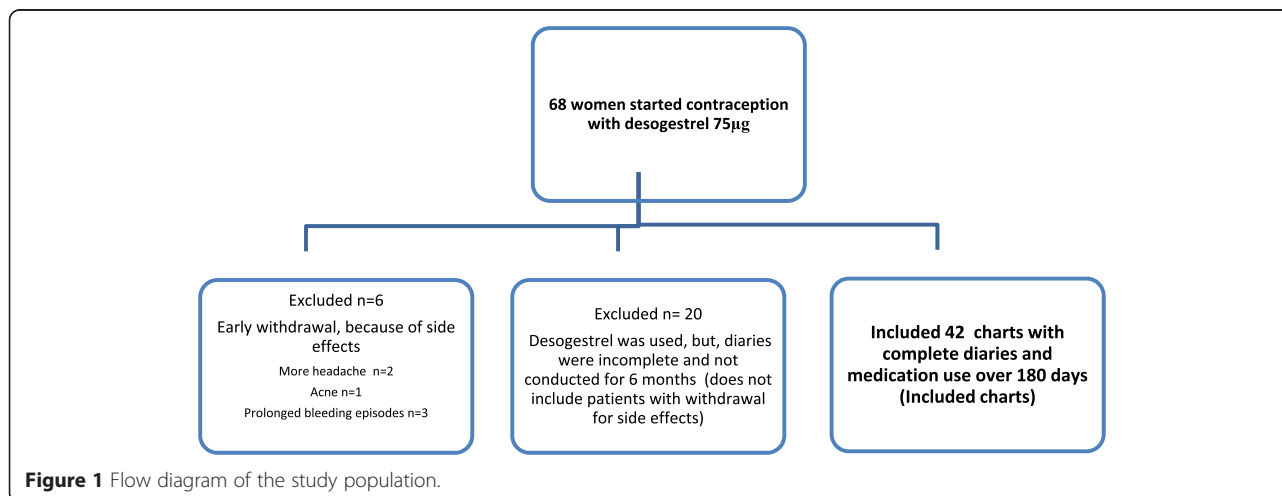 68 women started contraception
with desogestrel 75µg
Excluded n=6
Early withdrawal, because of side
effects
More headache n=2
Acne n=1
Prolonged bleeding episodes n=3
Excluded n= 20
Desogestrel was used, but, diaries
were incomplete and not
conducted for 6 months (does not
include patients with withdrawal
for side effects)
Included 42 charts with
complete diaries and
medication use over 180 days
(Included charts)
Figure 1 Flow diagram of the study population.